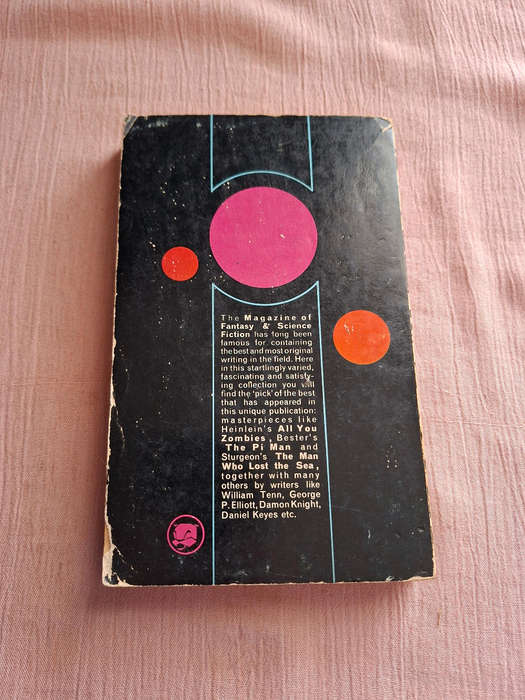 The Magazine of
Fantasy & Science
Fiction has long been
famous for containing
the best and most original
writing in the field. Here
in this startlingly varied,
fascinating and satisfy-
ing collection you will
find the 'pick' of the best
that has appeared in
this unique publication:
masterpieces like
Heinlein's All You
Zombies, Bester's
The Pi Man and
Sturgeon's The Man
Who Lost the Sea,
together with many
others by writers like
William Tenn, George
P. Elliott, Damon Knight,
Daniel Keyes etc.